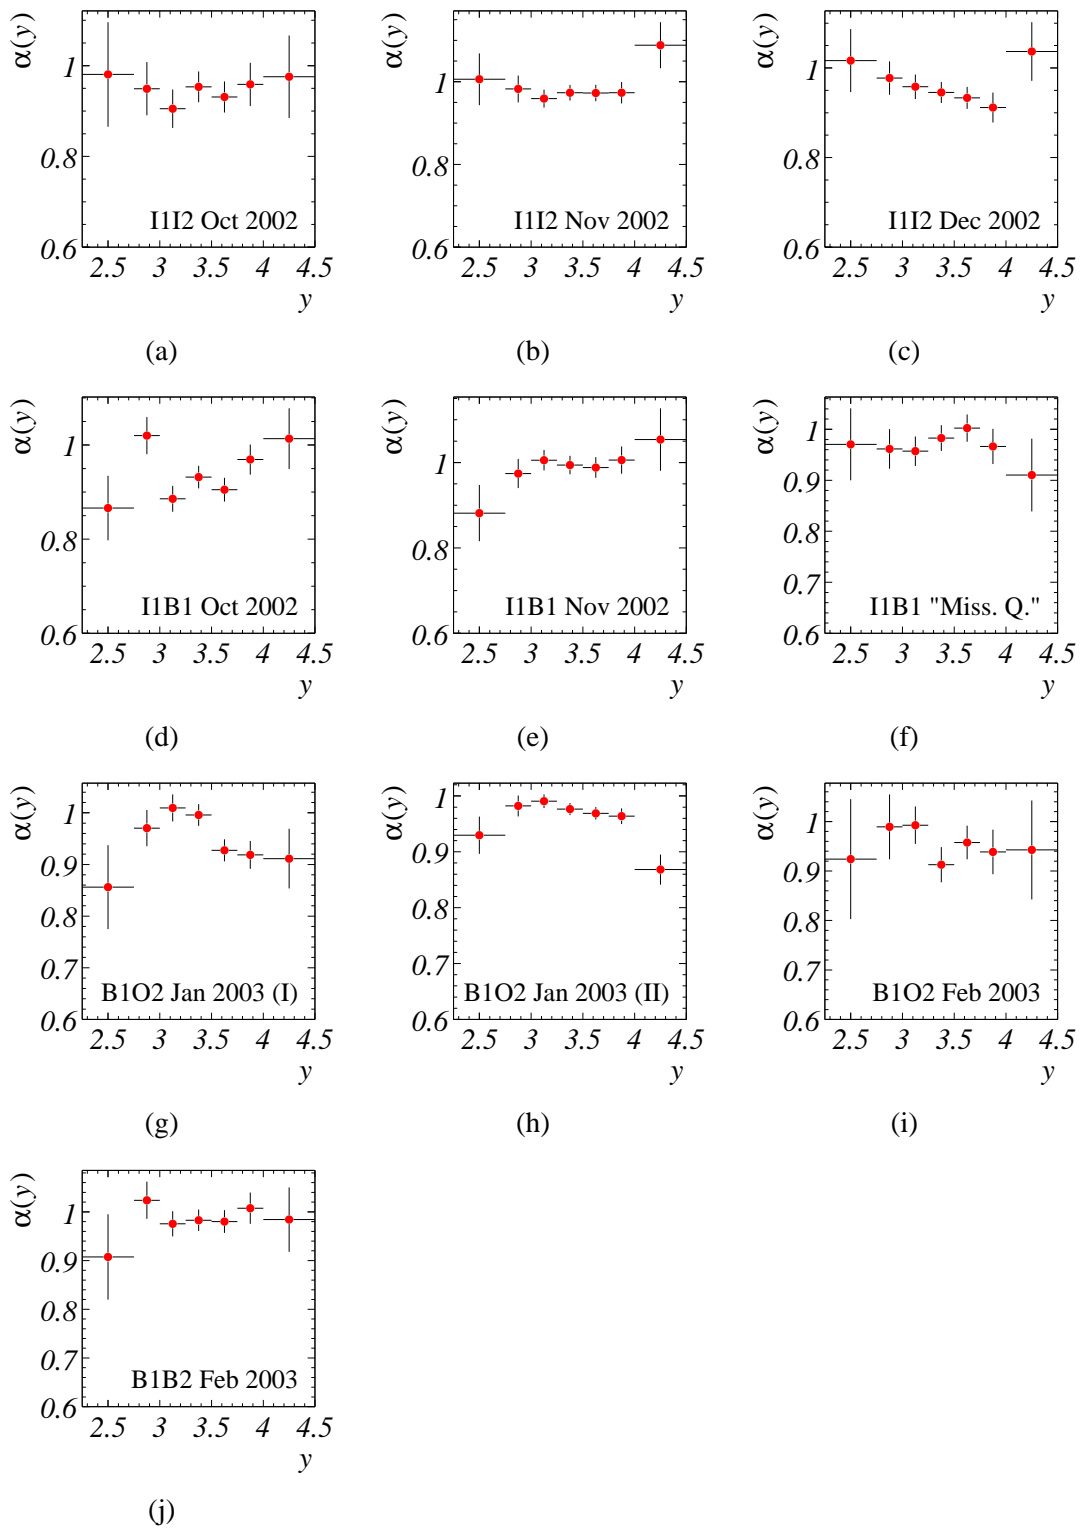 α(y)
1
0.8
0.6
I1I2 Oct 2002
2.5 3 3.5 4 4.5
y
(a)
α(y)
1
0.8
0.6
I1I2 Nov 2002
2.5 3 3.5 4 4.5
y
(b)
α(y)
1
0.8
0.6
I1I2 Dec 2002
2.5 3 3.5 4 4.5
y
(c)
α(y)
1
0.8
0.6
I1B1 Oct 2002
2.5 3 3.5 4 4.5
y
(d)
α(y)
1
0.8
0.6
I1B1 Nov 2002
2.5 3 3.5 4 4.5
y
(e)
α(y)
1
0.9
0.8
0.7
0.6
I1B1 "Miss. Q."
2.5 3 3.5 4 4.5
y
(f)
α(y)
1
0.9
0.8
0.7
0.6
B1O2 Jan 2003 (I)
2.5 3 3.5 4 4.5
y
(g)
α(y)
1
0.9
0.8
0.7
0.6
B1O2 Jan 2003 (II)
2.5 3 3.5 4 4.5
y
(h)
α(y)
1
0.9
0.8
0.7
0.6
B1O2 Feb 2003
2.5 3 3.5 4 4.5
y
(i)
α(y)
1
0.9
0.8
0.7
0.6
B1B2 Feb 2003
2.5 3 3.5 4 4.5
y
(j)